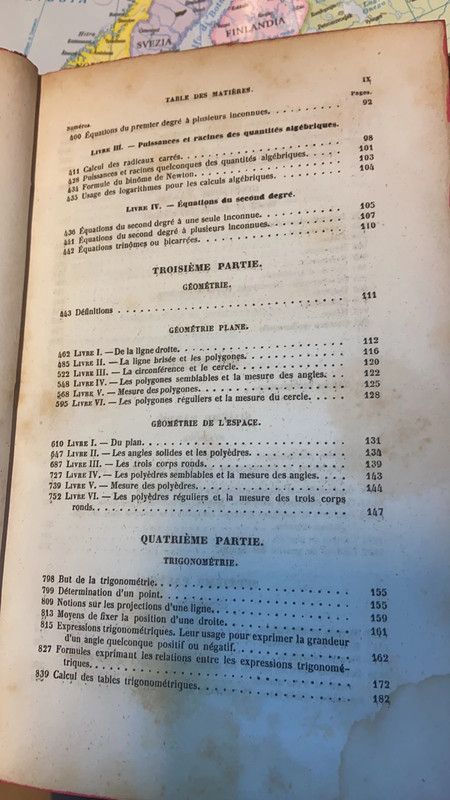 SVEZIA
FINLANDIA
TABLE DES MATIÈRES. IX
Numéros Pages.
400 Équations du premier degré à plusieurs inconnues. 92
LIVRE III. — Puissances et racines des quantités algébriques.
411 Calcul des radicaux carrés. 98
428 Puissances et racines quelconques des quantités algébriques. 101
434 Formule du binôme de Newton. 103
435 Usage des logarithmes pour les calculs algébriques. 104
LIVRE IV. — Équations du second degré.
436 Équations du second degré à une seule inconnue. 105
441 Équations du second degré à plusieurs inconnues. 107
442 Équations trinômes ou bicarrées. 110
TROISIÈME PARTIE.
GÉOMÉTRIE.
443 Définitions 111
GÉOMÉTRIE PLANE.
462 LIVRE I. — De la ligne droite. 112
485 LIVRE II. — La ligne brisée et les polygones. 116
522 LIVRE III. — La circonférence et le cercle. 120
548 LIVRE IV. — Les polygones semblables et la mesure des angles. 122
568 LIVRE V. — Mesure des polygones. 125
595 LIVRE VI. — Les polygones réguliers et la mesure du cercle. 128
GÉOMÉTRIE DE L'ESPACE.
610 LIVRE I. — Du plan. 131
647 LIVRE II. — Les angles solides et les polyèdres. 134
687 LIVRE III. — Les trois corps ronds. 139
727 LIVRE IV. — Les polyèdres semblables et la mesure des angles. 143
739 LIVRE V. — Mesure des polyèdres. 144
752 LIVRE VI. — Les polyèdres réguliers et la mesure des trois corps
ronds. 147
QUATRIÈME PARTIE.
TRIGONOMÉTRIE.
798 But de la trigonométrie. 155
799 Détermination d'un point. 155
809 Notions sur les projections d'une ligne. 159
813 Moyens de fixer la position d'une droite. 161
815 Expressions trigonométriques. Leur usage pour exprimer la grandeur
d'un angle quelconque positif ou négatif. 162
827 Formules exprimant les relations entre les expressions trigonomé-
triques. 172
839 Calcul des tables trigonométriques. 182